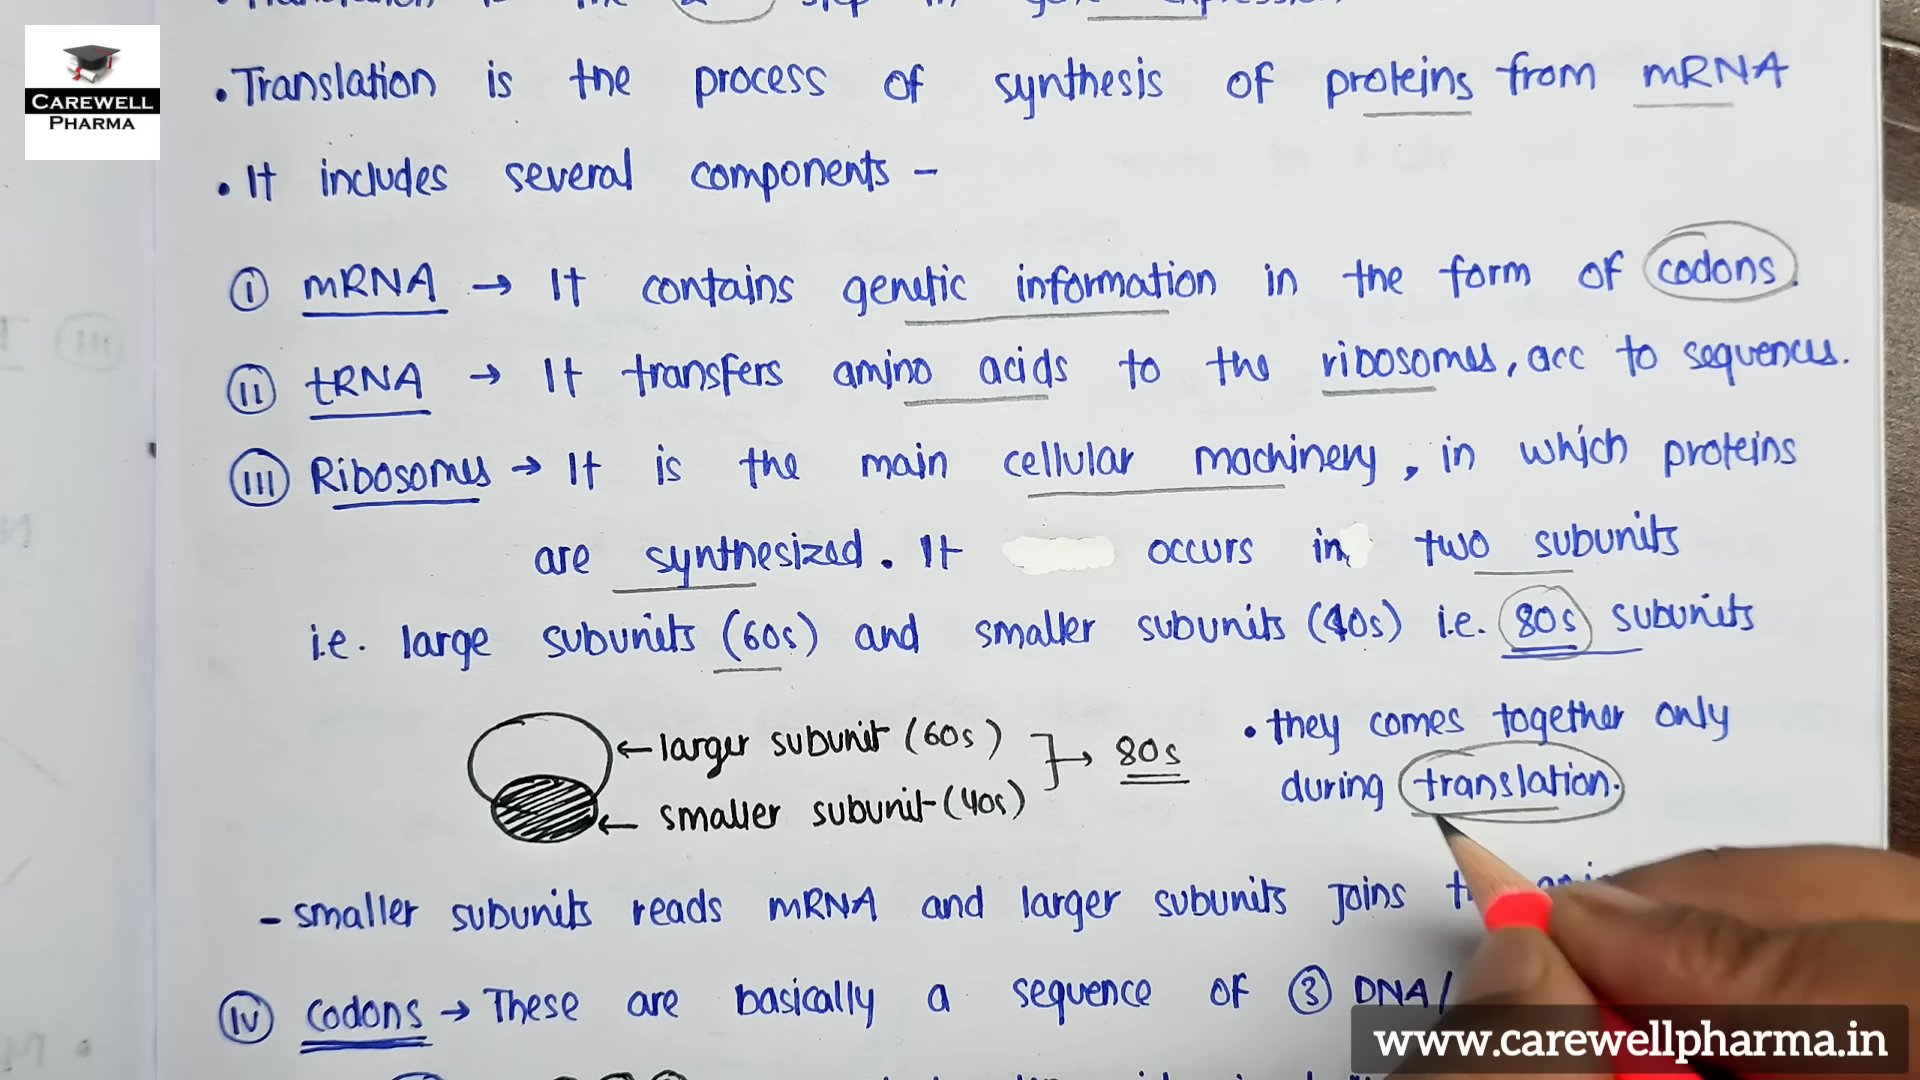 CAREWELL
PHARMA
• Translation is the process of synthesis of proteins from mRNA
• It includes several components –
(I) mRNA → It contains genetic information in the form of codons.
(II) tRNA → It transfers amino acids to the ribosomes, acc to sequences.
(III) Ribosomes → It is the main cellular machinery, in which proteins
are synthesized. It occurs in two subunits
i.e. large subunits (60s) and smaller subunits (40s) i.e. 80s subunits
← larger subunit (60s) → 80s
← smaller subunit (40s)
• they comes together only
during translation.
– smaller subunits reads mRNA and larger subunits Joins
(IV) codons → These are basically a sequence of 3 DNA/
www.carewellpharma.in